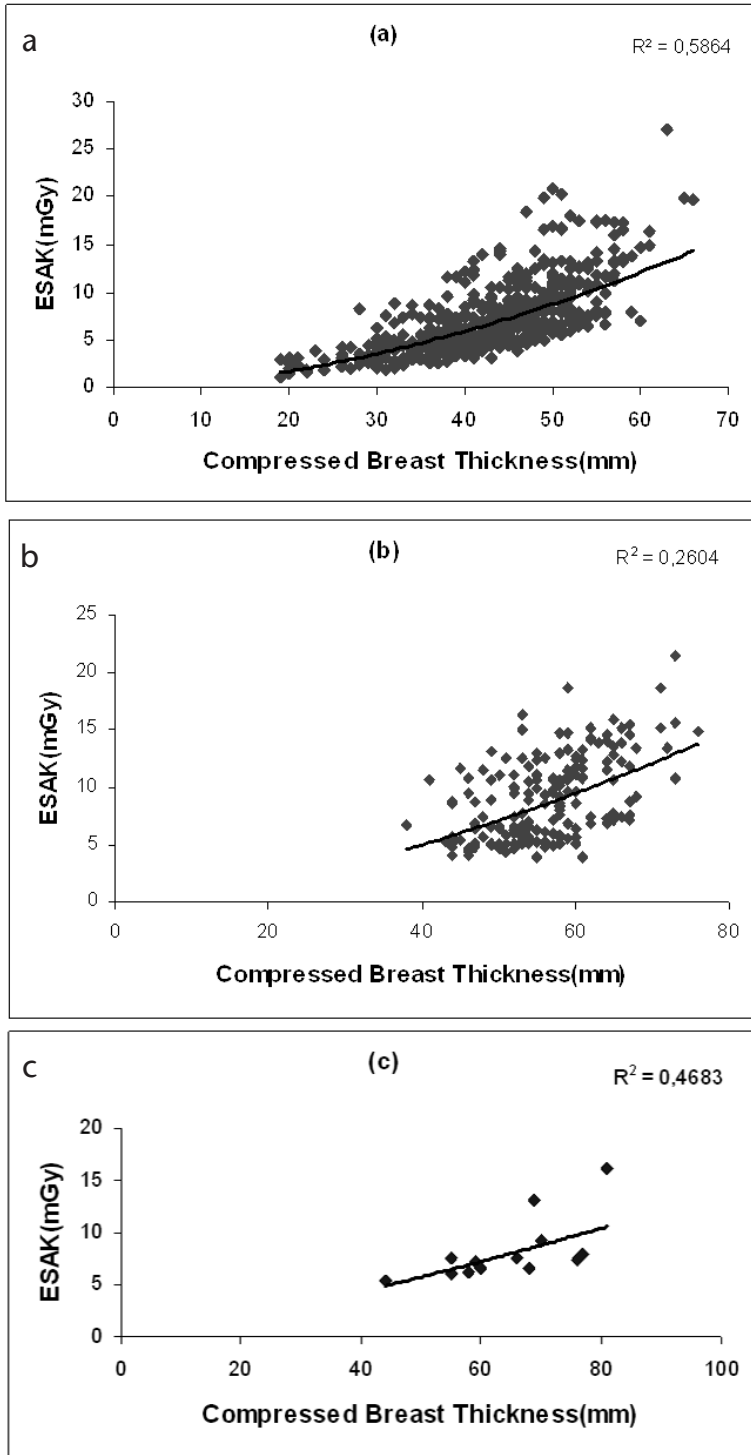 a
(a)
R² = 0,5864
30
25
20
15
10
5
0
ESAK(mGy)
0 10 20 30 40 50 60 70
Compressed Breast Thickness(mm)
b
(b)
R² = 0,2604
25
20
15
10
5
0
ESAK(mGy)
0 20 40 60 80
Compressed Breast Thickness(mm)
c
(c)
R² = 0,4683
20
15
10
5
0
ESAK(mGy)
0 20 40 60 80 100
Compressed Breast Thickness(mm)